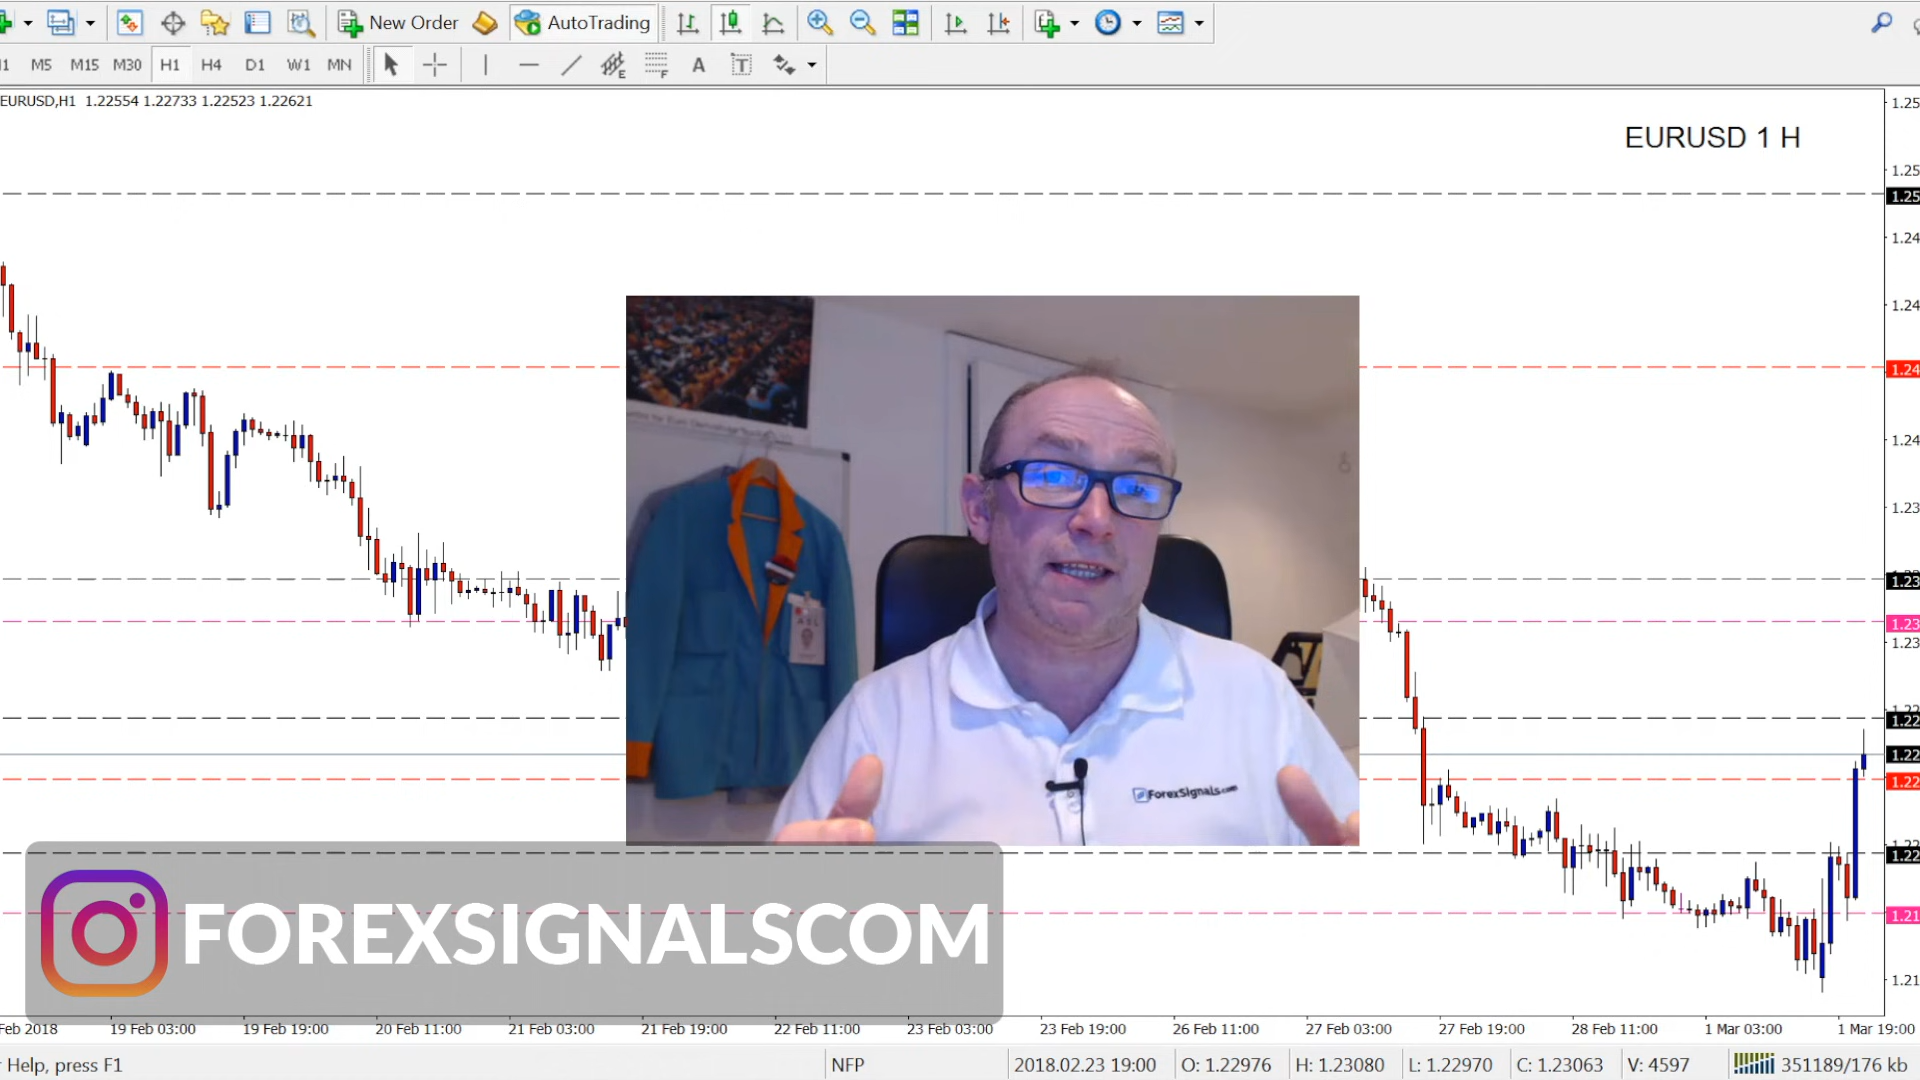 New Order
AutoTrading
M5 M15 M30 H1 H4 D1 W1 MN
E F A T
EURUSD,H1 1.22554 1.22733 1.22523 1.22621
EURUSD 1 H
1.25
1.25
1.25
1.24
1.24
1.24
1.24
1.23
1.23
1.23
1.23
1.22
1.22
1.22
1.22
1.21
1.21
ForexSignals.com
FOREXSIGNALSCOM
Feb 2018 19 Feb 03:00 19 Feb 19:00 20 Feb 11:00 21 Feb 03:00 21 Feb 19:00 22 Feb 11:00 23 Feb 03:00 23 Feb 19:00 26 Feb 11:00 27 Feb 03:00 27 Feb 19:00 28 Feb 11:00 1 Mar 03:00 1 Mar 19:00
Help, press F1 NFP 2018.02.23 19:00 O: 1.22976 H: 1.23080 L: 1.22970 C: 1.23063 V: 4597 351189/176 kb